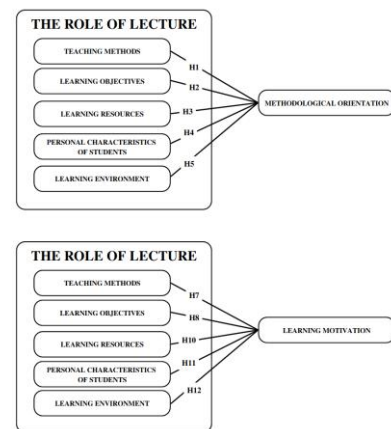 THE ROLE OF LECTURE
TEACHING METHODS
LEARNING OBJECTIVES
LEARNING RESOURCES
PERSONAL CHARACTERISTICS
OF STUDENTS
LEARNING ENVIRONMENT
H1
H2
H3
H4
H5
METHODOLOGICAL ORIENTATION
THE ROLE OF LECTURE
TEACHING METHODS
LEARNING OBJECTIVES
LEARNING RESOURCES
PERSONAL CHARACTERISTICS
OF STUDENTS
LEARNING ENVIRONMENT
H7
H8
H10
H11
H12
LEARNING MOTIVATION